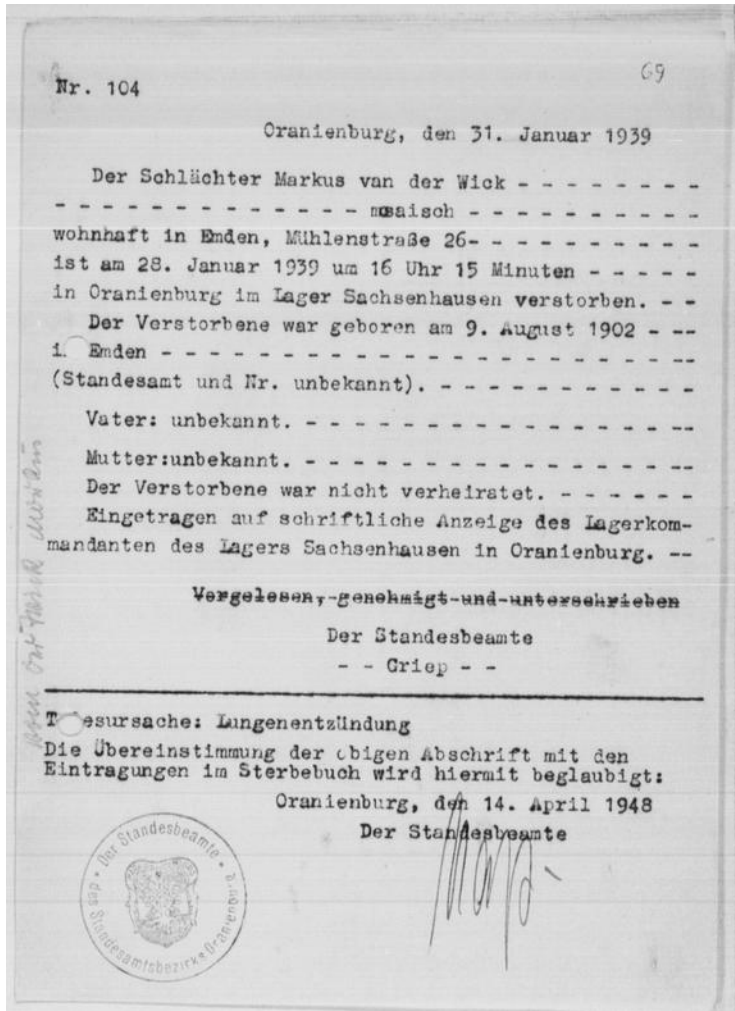 69
Nr. 104
Oranienburg, den 31. Januar 1939
Der Schlächter Markus van der Wick - - - - - - - -
- - - - - - - - - - - - - - mosaisch - - - - - - - - - -
wohnhaft in Emden, Mühlenstraße 26- - - - - - - - - - -
ist am 28. Januar 1939 um 16 Uhr 15 Minuten - - - - -
in Oranienburg im Lager Sachsenhausen verstorben. - -
Der Verstorbene war geboren am 9. August 1902 - --
i Emden - - - - - - - - - - - - - - - - - - - - - - --
(Standesamt und Nr. unbekannt). - - - - - - - - - - - -
Vater: unbekannt. - - - - - - - - - - - - - - - - --
Mutter:unbekannt. - - - - - - - - - - - - - - - - --
Der Verstorbene war nicht verheiratet. - - - - - -
Eingetragen auf schriftliche Anzeige des Lagerkom-
mandanten des Lagers Sachsenhausen in Oranienburg. --
Vorgelesen,-genehmigt-und-unterschrieben
Der Standesbeamte
- - Griep - -
T esursache: Lungenentzündung
Die Übereinstimmung der obigen Abschrift mit den
Eintragungen im Sterbebuch wird hiermit beglaubigt:
Oranienburg, den 14. April 1948
Der Standesbeamte
Der Standesbeamte
des Standesamtsbezirks Oranienburg